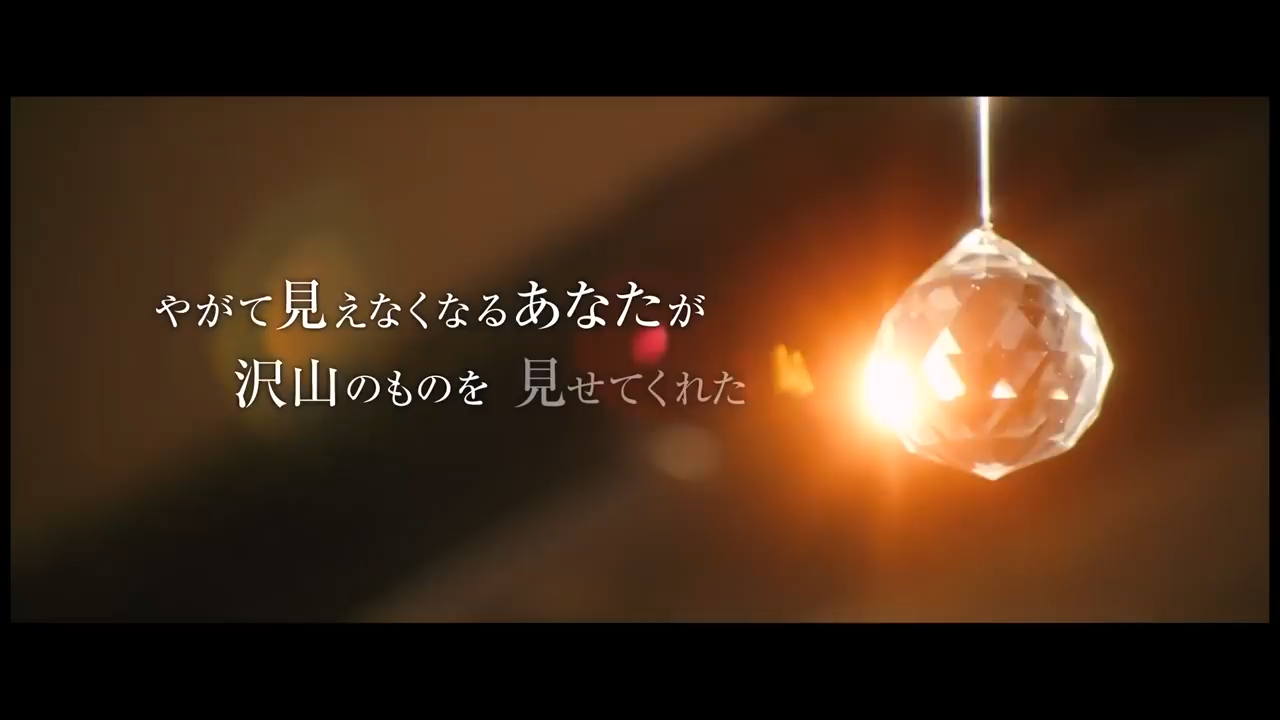 やがて見えなくなるあなたが
沢山のものを 見せてくれた